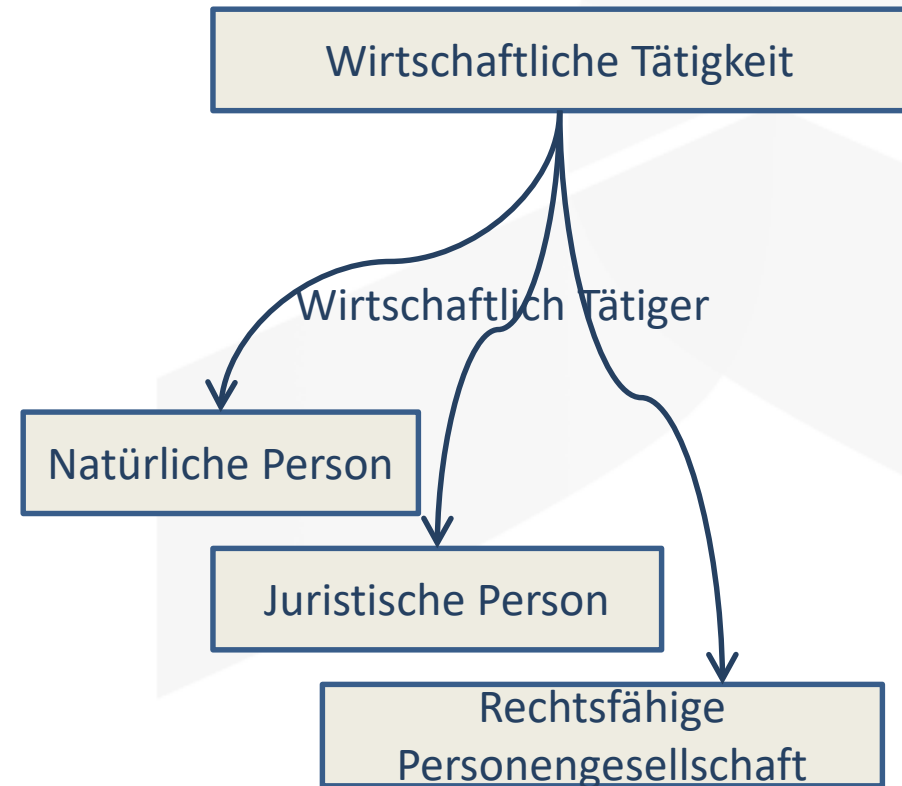 Wirtschaftliche Tätigkeit
Wirtschaftlich Tätiger
Natürliche Person
Juristische Person
Rechtsfähige
Personengesellschaft